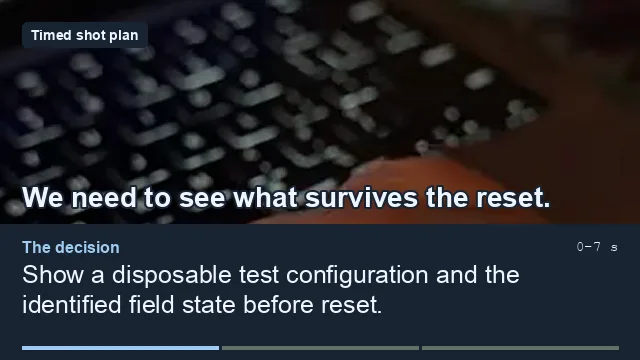 Timed shot plan
We need to see what survives the reset.
The decision
0–7 s
Show a disposable test configuration and the
identified field state before reset.